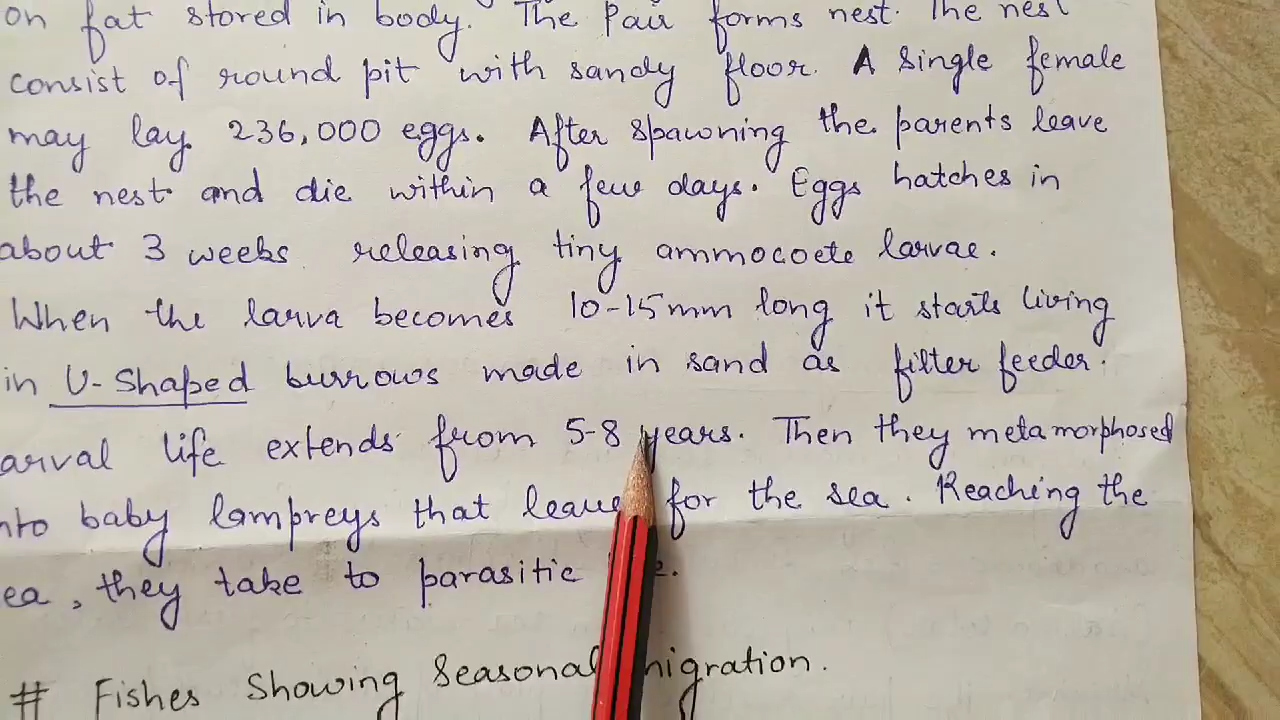 on fat stored in body. The Pair forms nest. The nest
consist of round pit with sandy floor. A single female
may lay 236,000 eggs. After spawning the parents leave
the nest and die within a few days. Eggs hatches in
about 3 weeks releasing tiny ammocoete larvae.
When the larva becomes 10-15mm long it starts living
in U-Shaped burrows made in sand as filter feeder.
arval life extends from 5-8 years. Then they metamorphosed
nto baby lampreys that leave for the sea. Reaching the
ea, they take to parasitic
# Fishes Showing Seasonal migration.